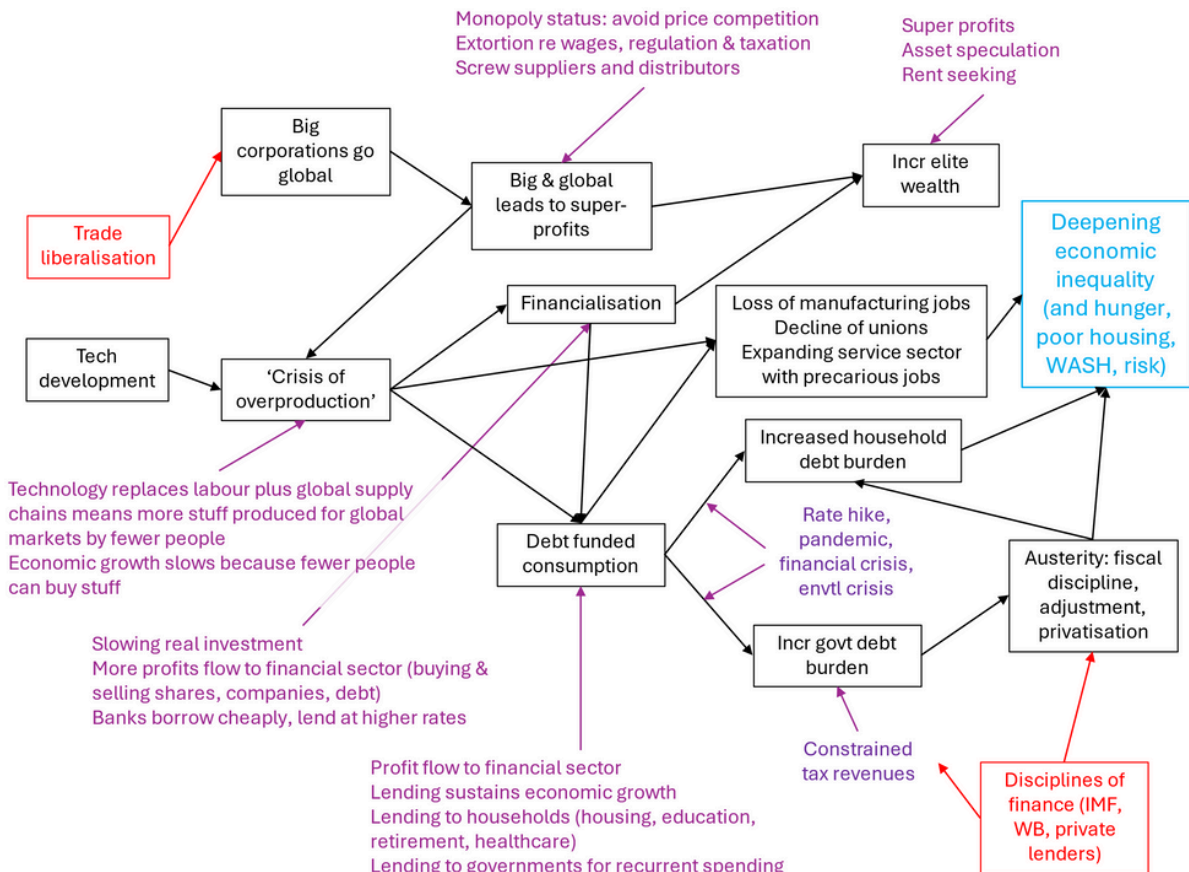 Monopoly status: avoid price competition
Extortion re wages, regulation & taxation
Screw suppliers and distributors
Super profits
Asset speculation
Rent seeking
Big
corporations go
global
Big & global
leads to super-
profits
Incr elite
wealth
Trade
liberalisation
Deepening
economic
inequality
(and hunger,
poor housing,
WASH, risk)
Financialisation
Loss of manufacturing jobs
Decline of unions
Expanding service sector
with precarious jobs
Tech
development
‘Crisis of
overproduction’
Increased household
debt burden
Technology replaces labour plus global supply
chains means more stuff produced for global
markets by fewer people
Economic growth slows because fewer people
can buy stuff
Debt funded
consumption
Rate hike,
pandemic,
financial crisis,
envtl crisis
Austerity: fiscal
discipline,
adjustment,
privatisation
Slowing real investment
More profits flow to financial sector (buying &
selling shares, companies, debt)
Banks borrow cheaply, lend at higher rates
Incr govt debt
burden
Constrained
tax revenues
Profit flow to financial sector
Lending sustains economic growth
Lending to households (housing, education,
retirement, healthcare)
Lending to governments for recurrent spending
Disciplines of
finance (IMF,
WB, private
lenders)